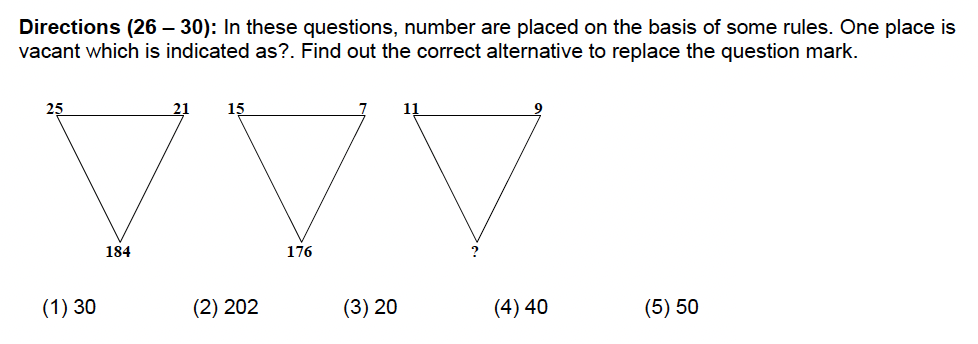 Directions (26 – 30): In these questions, number are placed on the basis of some rules. One place is
vacant which is indicated as?. Find out the correct alternative to replace the question mark.
25 21 15 7 11 9
184 176 ?
(1) 30 (2) 202 (3) 20 (4) 40 (5) 50